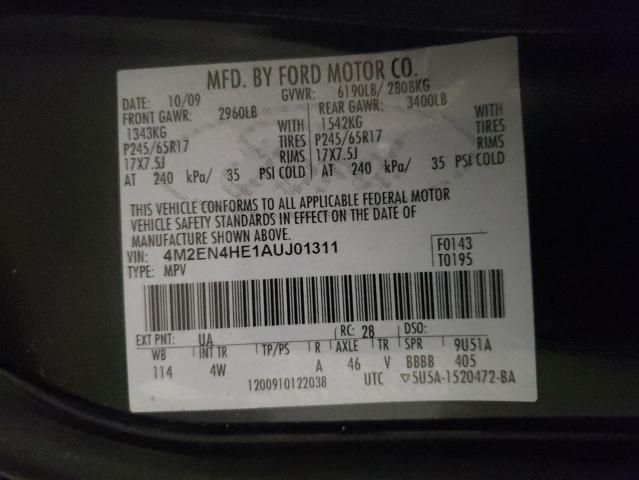 MFD. BY FORD MOTOR CO.
DATE: 10/09 GVWR: 6190LB/ 2808KG
FRONT GAWR: 2960LB REAR GAWR: 3400LB
1343KG WITH 1542KG WITH
P245/65R17 TIRES P245/65R17 TIRES
17X7.5J RIMS 17X7.5J RIMS
AT 240 kPa/ 35 PSI COLD AT 240 kPa/ 35 PSI COLD
THIS VEHICLE CONFORMS TO ALL APPLICABLE FEDERAL MOTOR
VEHICLE SAFETY STANDARDS IN EFFECT ON THE DATE OF
MANUFACTURE SHOWN ABOVE.
VIN: 4M2EN4HE1AUJ01311 F0143
TYPE: MPV T0195
EXT PNT: UA RC: 28 DSO:
WB INT TR TP/PS R AXLE TR SPR 9U51A
114 4W A 46 V BBBB 405
1200910122038 UTC ▽5U5A-1520472-BA